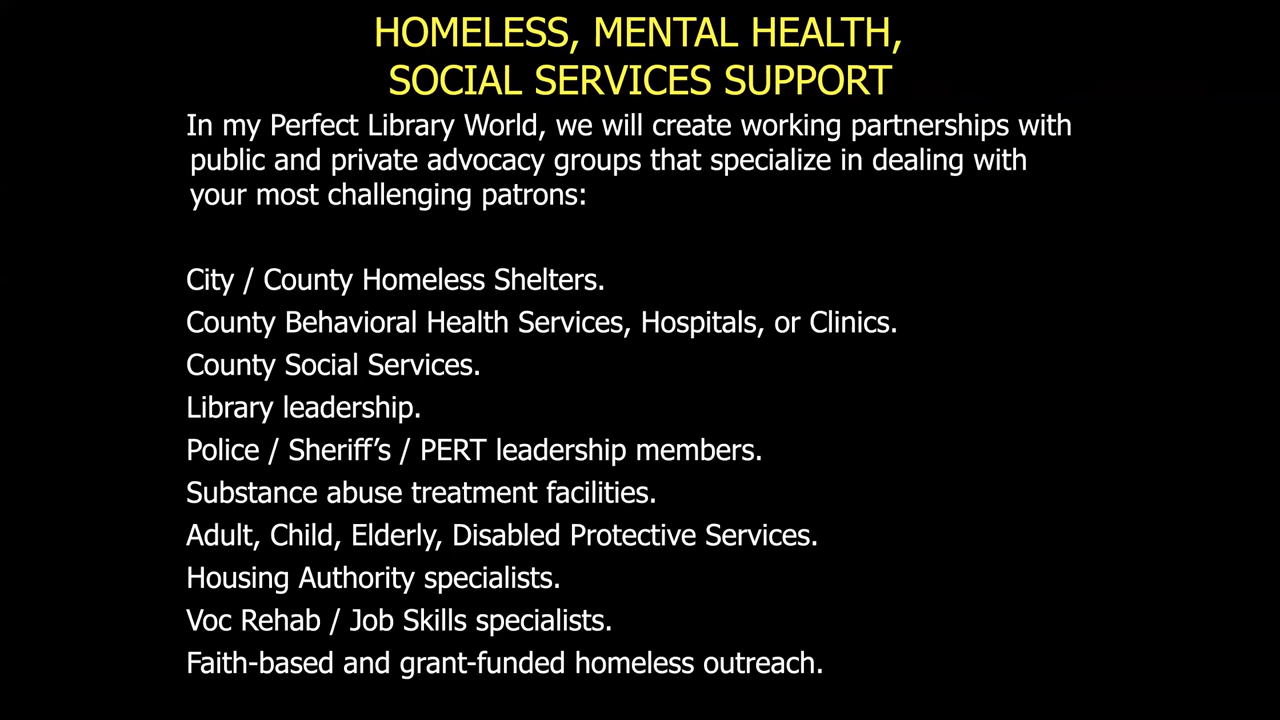 HOMELESS, MENTAL HEALTH,
SOCIAL SERVICES SUPPORT
In my Perfect Library World, we will create working partnerships with
public and private advocacy groups that specialize in dealing with
your most challenging patrons:
City / County Homeless Shelters.
County Behavioral Health Services, Hospitals, or Clinics.
County Social Services.
Library leadership.
Police / Sheriff’s / PERT leadership members.
Substance abuse treatment facilities.
Adult, Child, Elderly, Disabled Protective Services.
Housing Authority specialists.
Voc Rehab / Job Skills specialists.
Faith-based and grant-funded homeless outreach.